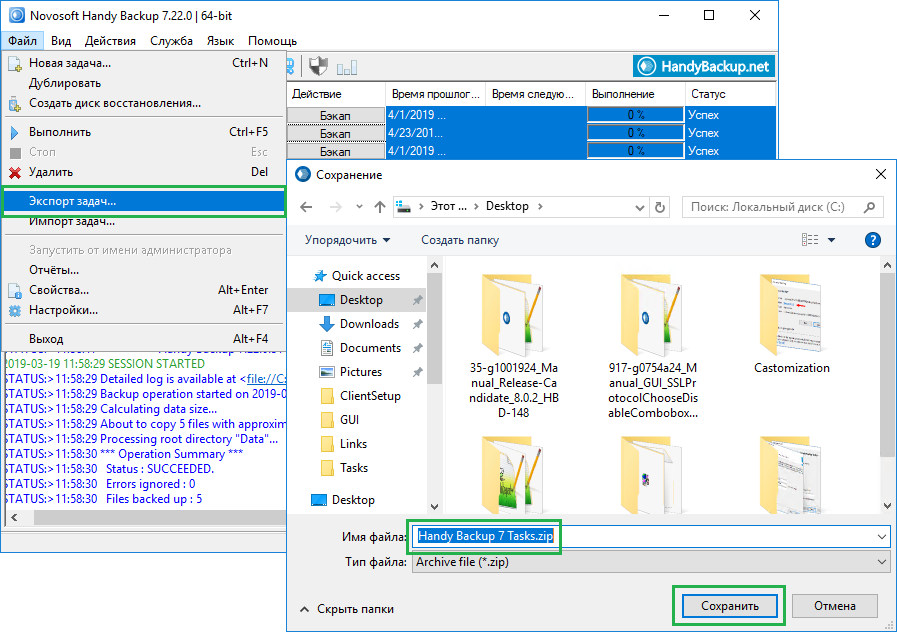 Novosoft Handy Backup 7.22.0 | 64-bit
Файл Вид Действия Служба Язык Помощь
Новая задача... Ctrl+N
Дублировать
Создать диск восстановления...
Выполнить Ctrl+F5
Стоп Esc
Удалить Del
Экспорт задач...
Импорт задач...
Запустить от имени администратора
Отчёты...
Свойства... Alt+Enter
Настройки... Alt+F7
Выход Alt+F4
HandyBackup.net
Действие Время прошлог... Время следую... Выполнение Статус
Бэкап 4/1/2019 ... 0 % Успех
Бэкап 4/23/201... 0 % Успех
Бэкап 4/1/2019 ... 0 % Успех
2019-03-19 11:58:29 SESSION STARTED
STATUS:> 11:58:29 Detailed log is available at <file://C:
STATUS:> 11:58:29 Backup operation started on 2019-0
STATUS:> 11:58:29 Calculating data size...
STATUS:> 11:58:29 About to copy 5 files with approxim
STATUS:> 11:58:29 Processing root directory "Data"...
STATUS:> 11:58:30 *** Operation Summary ***
STATUS:> 11:58:30 Status : SUCCEEDED.
STATUS:> 11:58:30 Errors ignored : 0
STATUS:> 11:58:30 Files backed up : 5
Сохранение
Этот ... Desktop
Поиск: Локальный диск (C:)
Упорядочить Создать папку
Quick access
Desktop
Downloads
Documents
Pictures
ClientSetup
GUI
Links
Tasks
Desktop
35-g1001924_Ma
nual_Release-Ca
ndidate_8.0.2_HB
D-148
917-g0754a24_M
anual_GUI_SSLPr
otocolChooseDis
ableCombobox...
Castomization
Имя файла: Handy Backup 7 Tasks.zip
Тип файла: Archive file (*.zip)
Скрыть папки
Сохранить Отмена